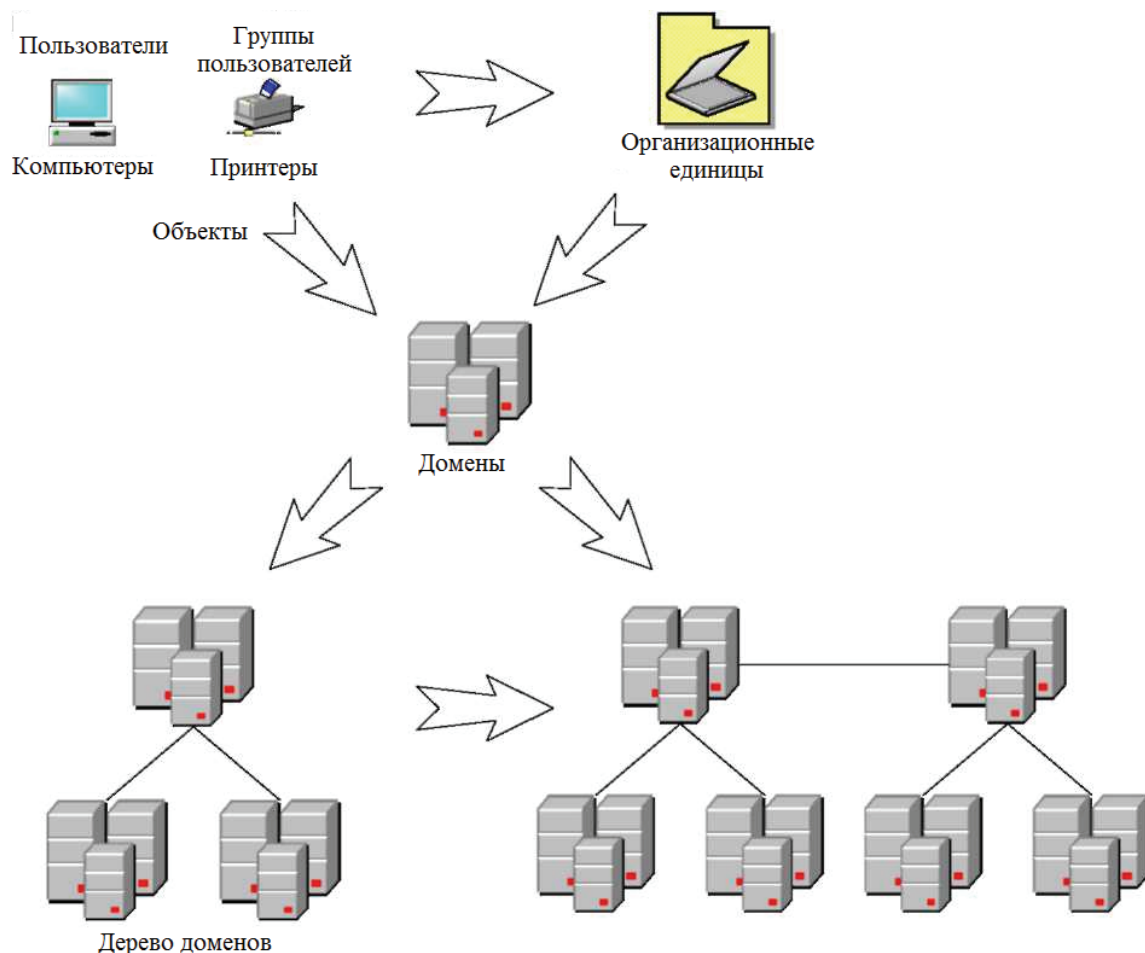 Пользователи
Группы
пользователей
Компьютеры
Принтеры
Организационные
единицы
Объекты
Домены
Дерево доменов